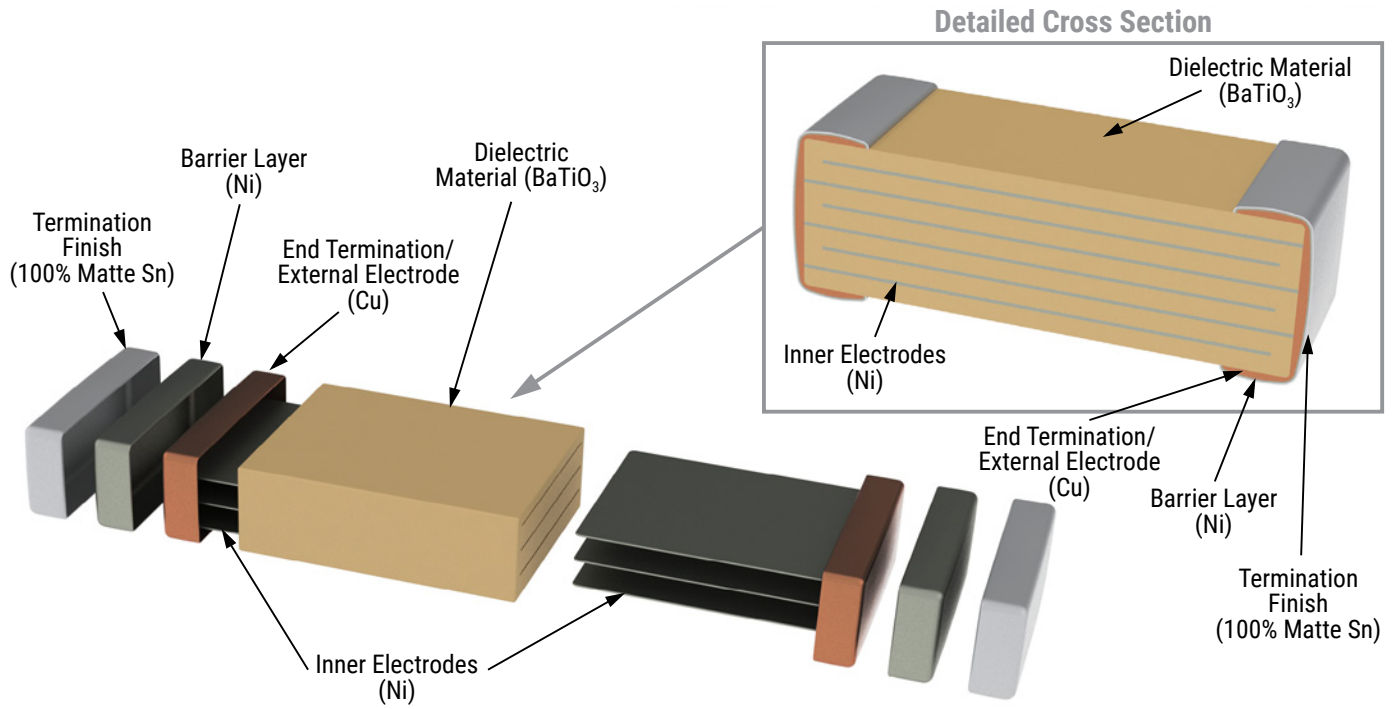 Detailed Cross Section
Dielectric Material
(BaTiO₃)
Barrier Layer
(Ni)
Dielectric
Material (BaTiO₃)
Termination
Finish
(100% Matte Sn)
End Termination/
External Electrode
(Cu)
Inner Electrodes
(Ni)
End Termination/
External Electrode
(Cu)
Barrier Layer
(Ni)
Termination
Finish
(100% Matte Sn)
Inner Electrodes
(Ni)